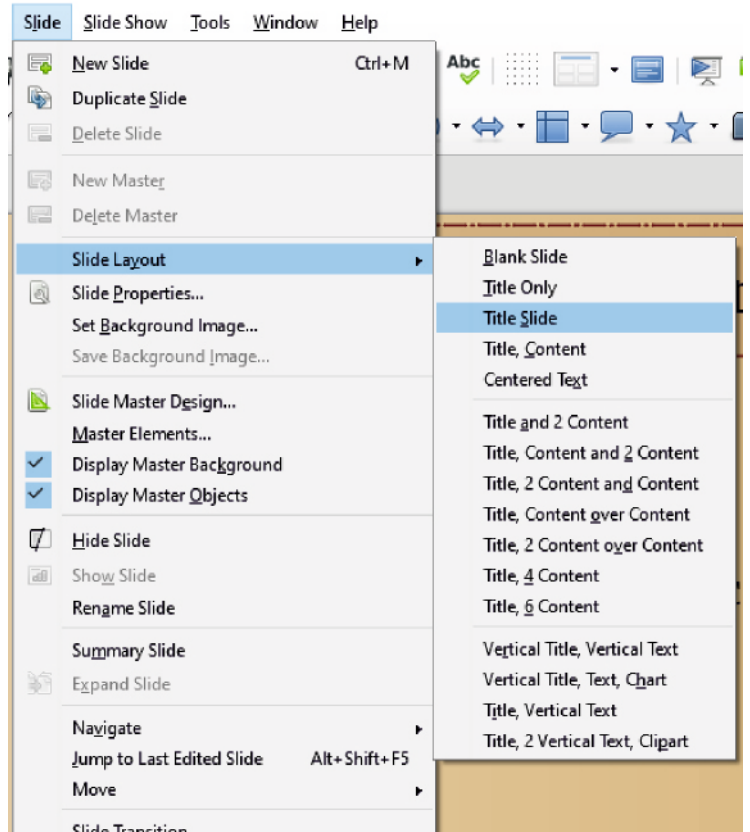 Slide Slide Show Tools Window Help
New Slide Ctrl+M
Duplicate Slide
Delete Slide
New Master
Delete Master
Slide Layout
Slide Properties...
Set Background Image...
Save Background Image...
Slide Master Design...
Master Elements...
Display Master Background
Display Master Objects
Hide Slide
Show Slide
Rename Slide
Summary Slide
Expand Slide
Navigate
Jump to Last Edited Slide Alt+Shift+F5
Move
Slide Transition
Abc
Blank Slide
Title Only
Title Slide
Title, Content
Centered Text
Title and 2 Content
Title, Content and 2 Content
Title, 2 Content and Content
Title, Content over Content
Title, 2 Content over Content
Title, 4 Content
Title, 6 Content
Vertical Title, Vertical Text
Vertical Title, Text, Chart
Title, Vertical Text
Title, 2 Vertical Text, Clipart